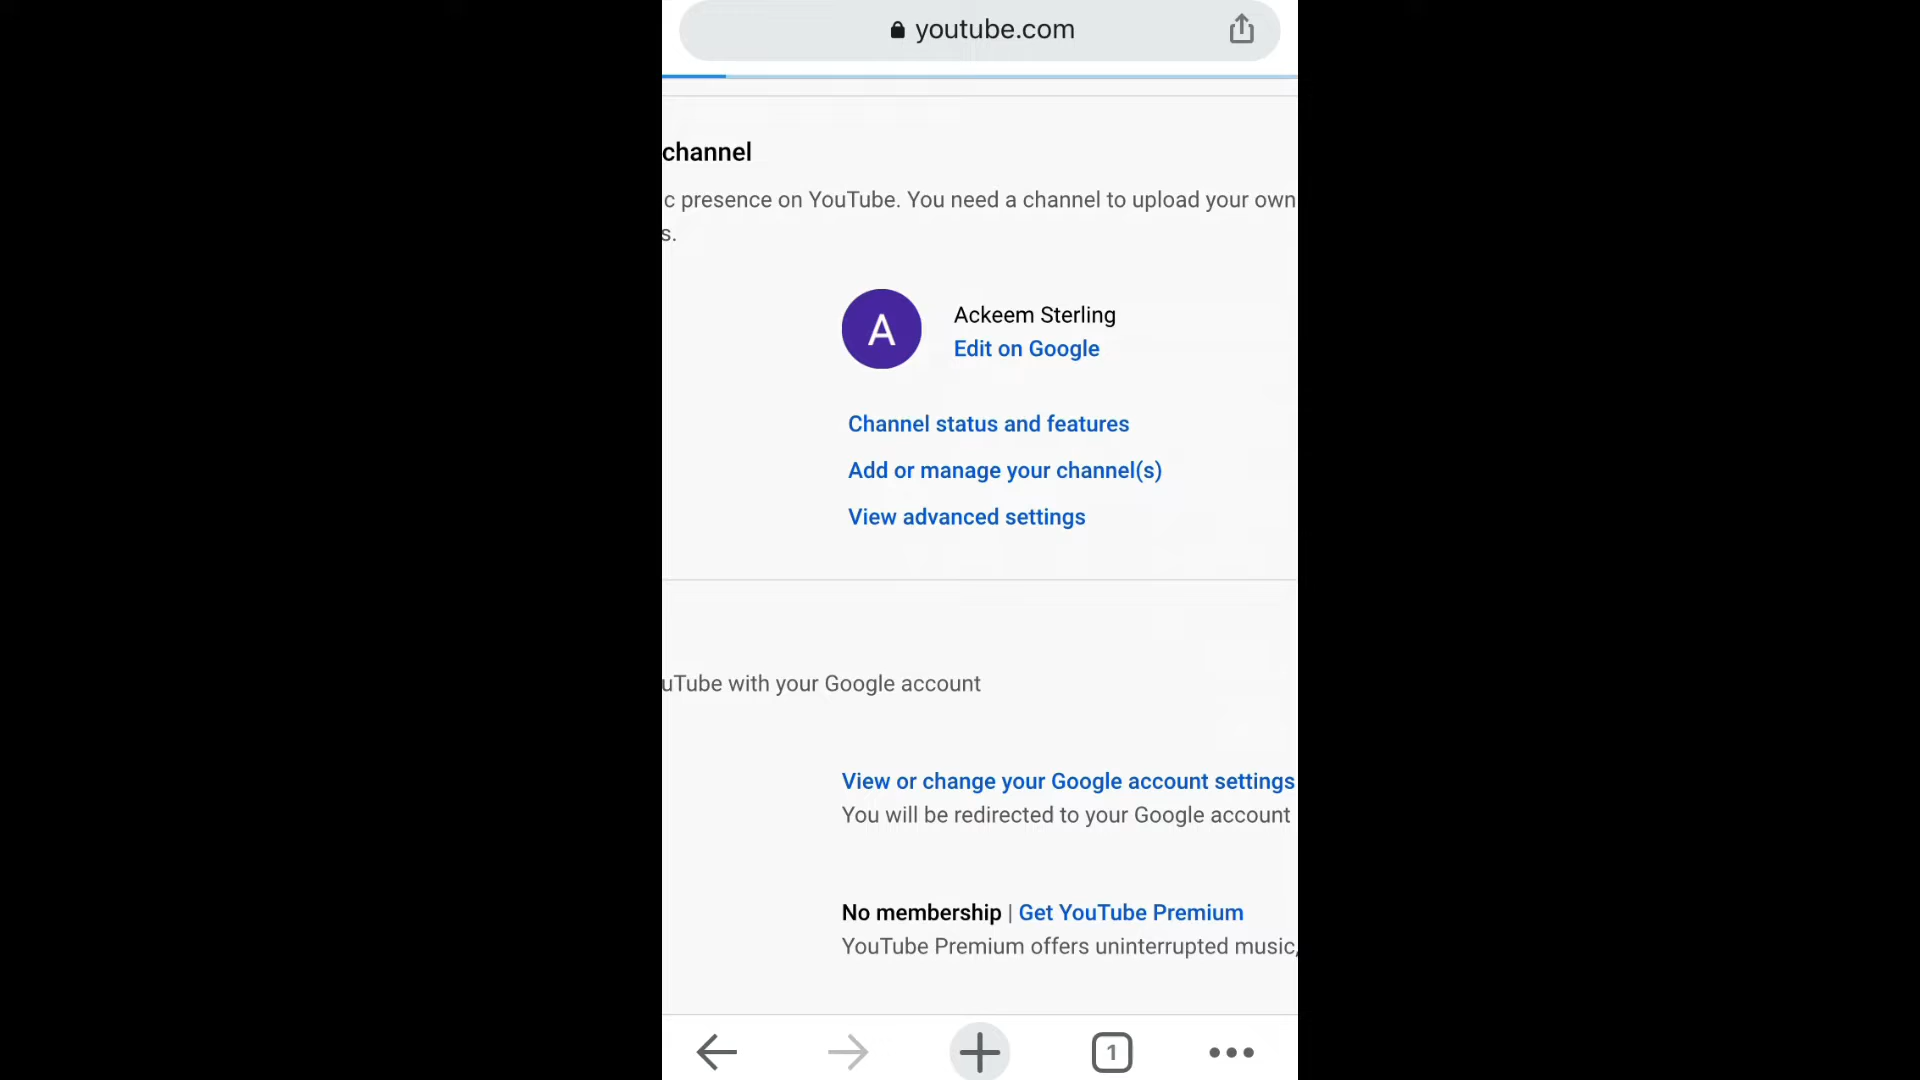 youtube.com
channel
c presence on YouTube. You need a channel to upload your own
s.
A
Ackeem Sterling
Edit on Google
Channel status and features
Add or manage your channel(s)
View advanced settings
uTube with your Google account
View or change your Google account settings
You will be redirected to your Google account
No membership | Get YouTube Premium
YouTube Premium offers uninterrupted music,
1